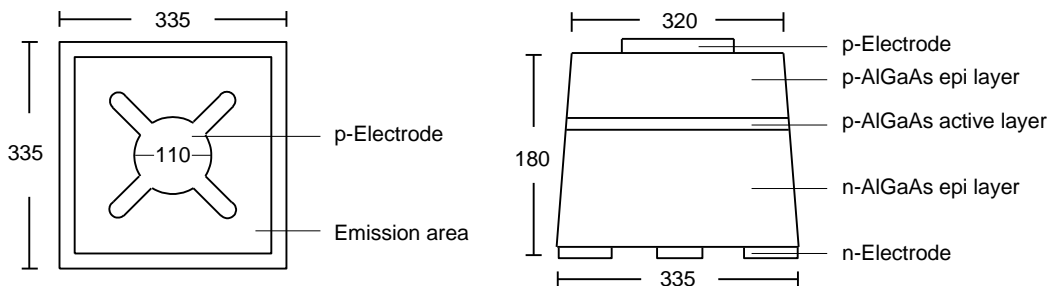 335
335
p-Electrode
110
Emission area
320
p-Electrode
p-AlGaAs epi layer
p-AlGaAs active layer
180
n-AlGaAs epi layer
n-Electrode
335